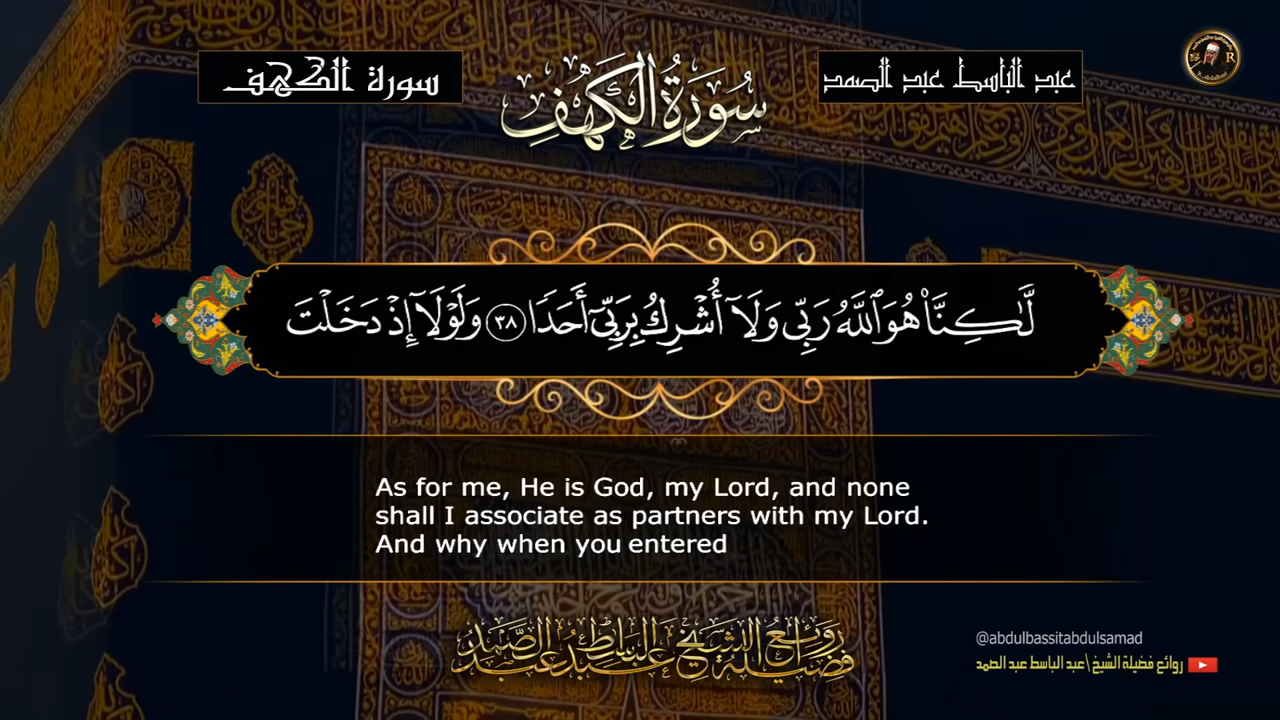 سورة الكهف
سُورَةُ الكَهْفِ
عبد الباسط عبد الصمد
R
لَّٰكِنَّا۠ هُوَ ٱللَّهُ رَبِّى وَلَآ أُشْرِكُ بِرَبِّىٓ أَحَدًا ٣٨ وَلَوْلَآ إِذْ دَخَلْتَ
As for me, He is God, my Lord, and none
shall I associate as partners with my Lord.
And why when you entered
روائع فضيلة الشيخ عبد الباسط عبد الصمد
@abdulbassitabdulsamad
روائع فضيلة الشيخ\عبد الباسط عبد الصمد